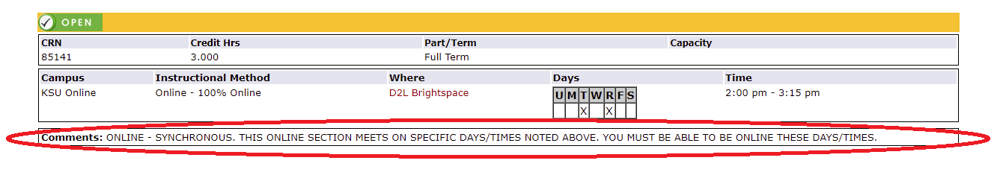 OPEN
CRN Credit Hrs Part/Term Capacity
85141 3.000 Full Term
Campus Instructional Method Where Days Time
KSU Online Online - 100% Online D2L Brightspace U M T W R F S 2:00 pm - 3:15 pm
X X
Comments: ONLINE - SYNCHRONOUS. THIS ONLINE SECTION MEETS ON SPECIFIC DAYS/TIMES NOTED ABOVE. YOU MUST BE ABLE TO BE ONLINE THESE DAYS/TIMES.